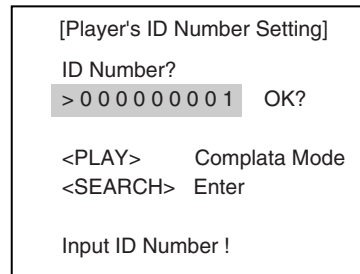 [Player's ID Number Setting]
ID Number?
> 0 0 0 0 0 0 0 0 1 OK?
<PLAY> Complata Mode
<SEARCH> Enter
Input ID Number !